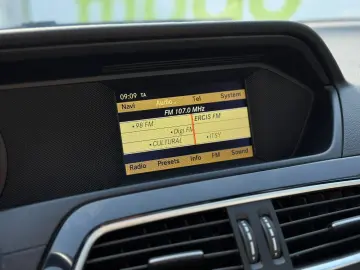 09:09 TA
Navi Audio Tel System
FM 107.0 MHz
ERCIS FM
•98 FM
•Digi FM
•ITSY
•CULTURAL
Radio Presets Info FM Sound